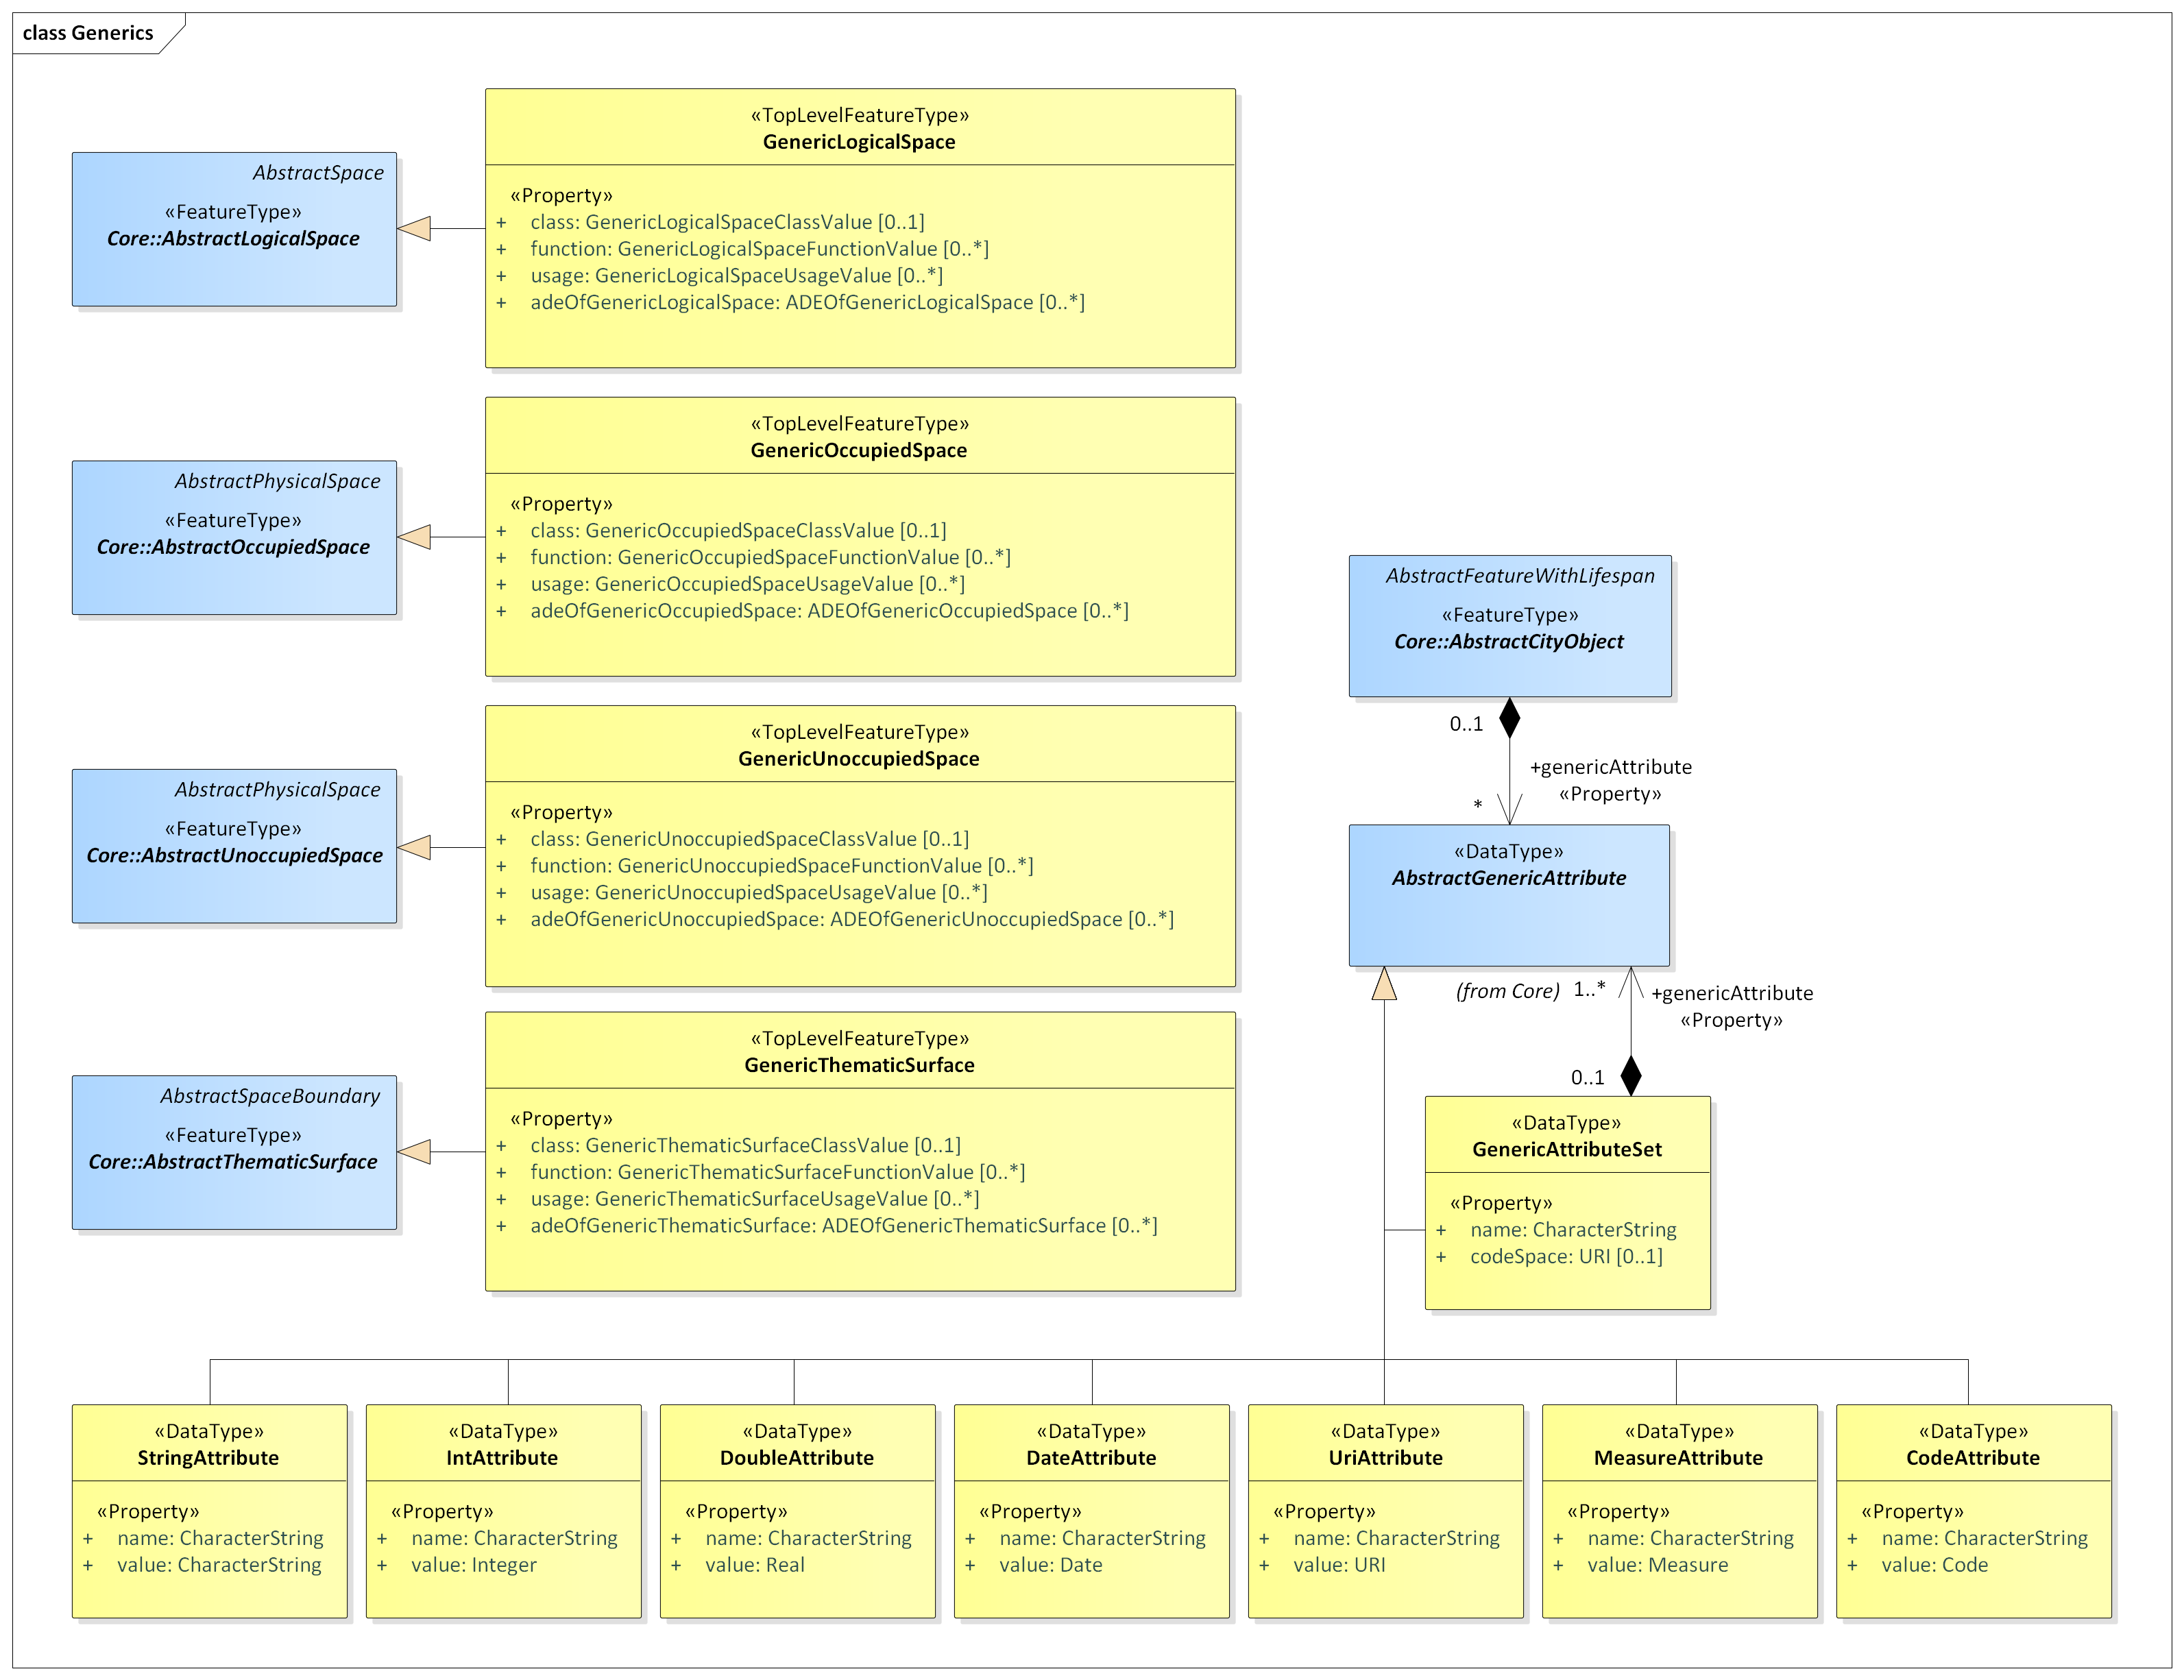 class Generics
«TopLevelFeatureType»
GenericLogicalSpace
«Property»
+ class: GenericLogicalSpaceClassValue [0..1]
+ function: GenericLogicalSpaceFunctionValue [0..*]
+ usage: GenericLogicalSpaceUsageValue [0..*]
+ adeOfGenericLogicalSpace: ADEOfGenericLogicalSpace [0..*]
AbstractSpace
«FeatureType»
Core::AbstractLogicalSpace
«TopLevelFeatureType»
GenericOccupiedSpace
«Property»
+ class: GenericOccupiedSpaceClassValue [0..1]
+ function: GenericOccupiedSpaceFunctionValue [0..*]
+ usage: GenericOccupiedSpaceUsageValue [0..*]
+ adeOfGenericOccupiedSpace: ADEOfGenericOccupiedSpace [0..*]
AbstractPhysicalSpace
«FeatureType»
Core::AbstractOccupiedSpace
«TopLevelFeatureType»
GenericUnoccupiedSpace
«Property»
+ class: GenericUnoccupiedSpaceClassValue [0..1]
+ function: GenericUnoccupiedSpaceFunctionValue [0..*]
+ usage: GenericUnoccupiedSpaceUsageValue [0..*]
+ adeOfGenericUnoccupiedSpace: ADEOfGenericUnoccupiedSpace [0..*]
AbstractPhysicalSpace
«FeatureType»
Core::AbstractUnoccupiedSpace
«TopLevelFeatureType»
GenericThematicSurface
«Property»
+ class: GenericThematicSurfaceClassValue [0..1]
+ function: GenericThematicSurfaceFunctionValue [0..*]
+ usage: GenericThematicSurfaceUsageValue [0..*]
+ adeOfGenericThematicSurface: ADEOfGenericThematicSurface [0..*]
AbstractSpaceBoundary
«FeatureType»
Core::AbstractThematicSurface
AbstractFeatureWithLifespan
«FeatureType»
Core::AbstractCityObject
0..1
+genericAttribute
«Property»
*
«DataType»
AbstractGenericAttribute
(from Core)
1..*
+genericAttribute
«Property»
0..1
«DataType»
GenericAttributeSet
«Property»
+ name: CharacterString
+ codeSpace: URI [0..1]
«DataType»
StringAttribute
«Property»
+ name: CharacterString
+ value: CharacterString
«DataType»
IntAttribute
«Property»
+ name: CharacterString
+ value: Integer
«DataType»
DoubleAttribute
«Property»
+ name: CharacterString
+ value: Real
«DataType»
DateAttribute
«Property»
+ name: CharacterString
+ value: Date
«DataType»
UriAttribute
«Property»
+ name: CharacterString
+ value: URI
«DataType»
MeasureAttribute
«Property»
+ name: CharacterString
+ value: Measure
«DataType»
CodeAttribute
«Property»
+ name: CharacterString
+ value: Code